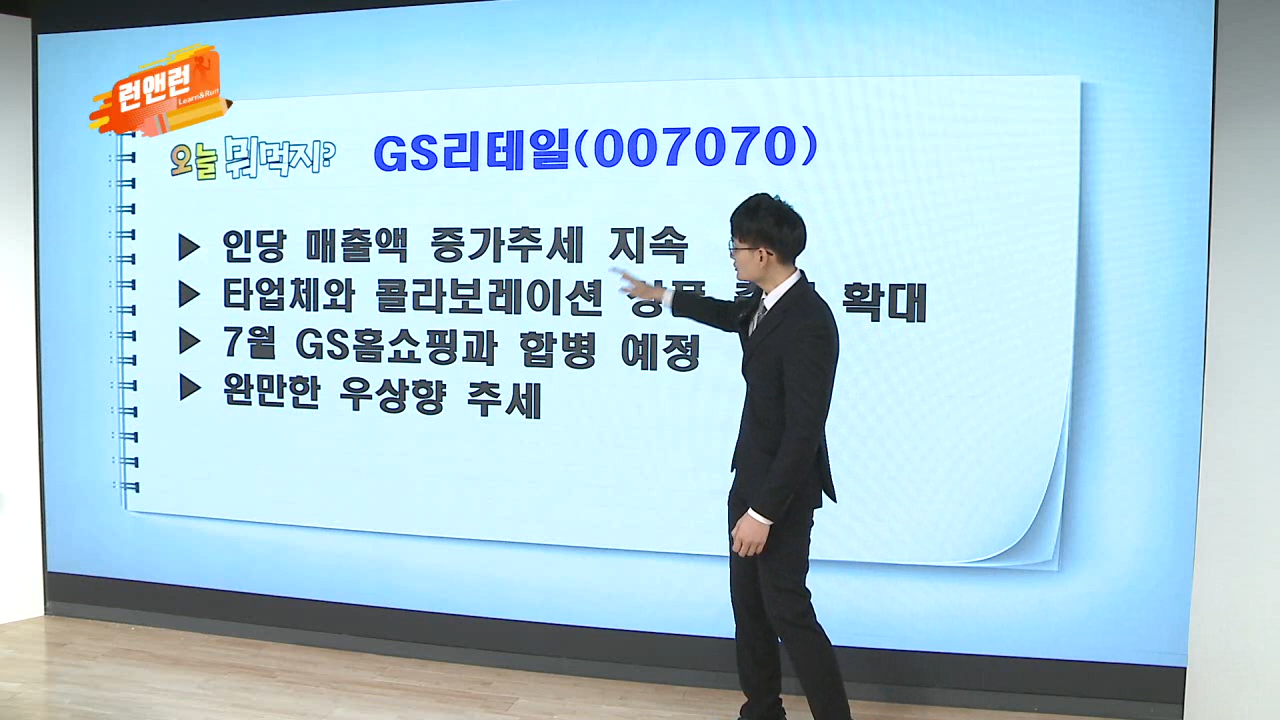 런앤런
Learn&Run
오늘 뭐먹지? GS리테일(007070)
▶ 인당 매출액 증가추세 지속
▶ 타업체와 콜라보레이션 확대
▶ 7월 GS홈쇼핑과 합병 예정
▶ 완만한 우상향 추세